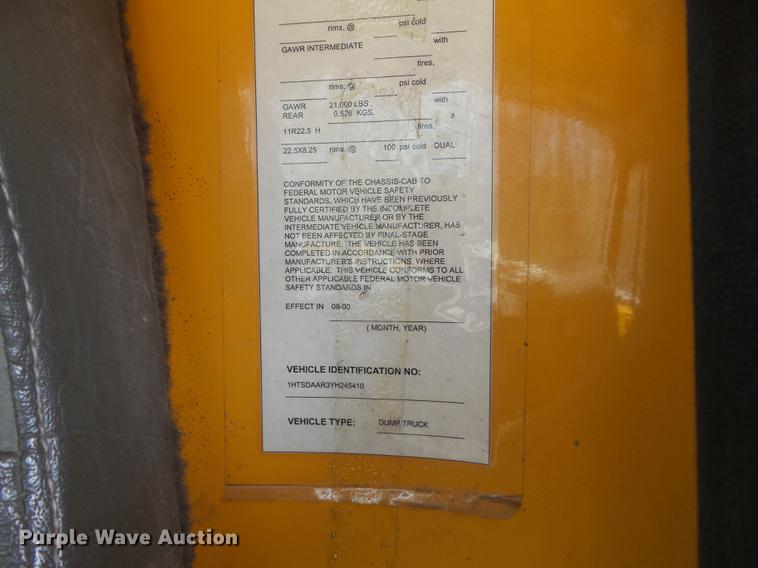 rims, @ psi cold
GAWR INTERMEDIATE with
tires,
rims, @ psi cold
GAWR 21,000 LBS. with
REAR 9,526 KGS.
11R22.5 H tires,
22.5X8.25 rims, @ 100 psi cold DUAL
CONFORMITY OF THE CHASSIS-CAB TO
FEDERAL MOTOR VEHICLE SAFETY
STANDARDS, WHICH HAVE BEEN PREVIOUSLY
FULLY CERTIFIED BY THE INCOMPLETE
VEHICLE MANUFACTURER OR BY THE
INTERMEDIATE VEHICLE MANUFACTURER, HAS
NOT BEEN AFFECTED BY FINAL-STAGE
MANUFACTURE. THE VEHICLE HAS BEEN
COMPLETED IN ACCORDANCE WITH PRIOR
MANUFACTURER'S INSTRUCTIONS, WHERE
APPLICABLE. THIS VEHICLE CONFORMS TO ALL
OTHER APPLICABLE FEDERAL MOTOR VEHICLE
SAFETY STANDARDS IN
EFFECT IN 08-00
( MONTH, YEAR)
VEHICLE IDENTIFICATION NO:
1HTSDAAR3YH245410
VEHICLE TYPE: DUMP TRUCK
Purple Wave Auction®